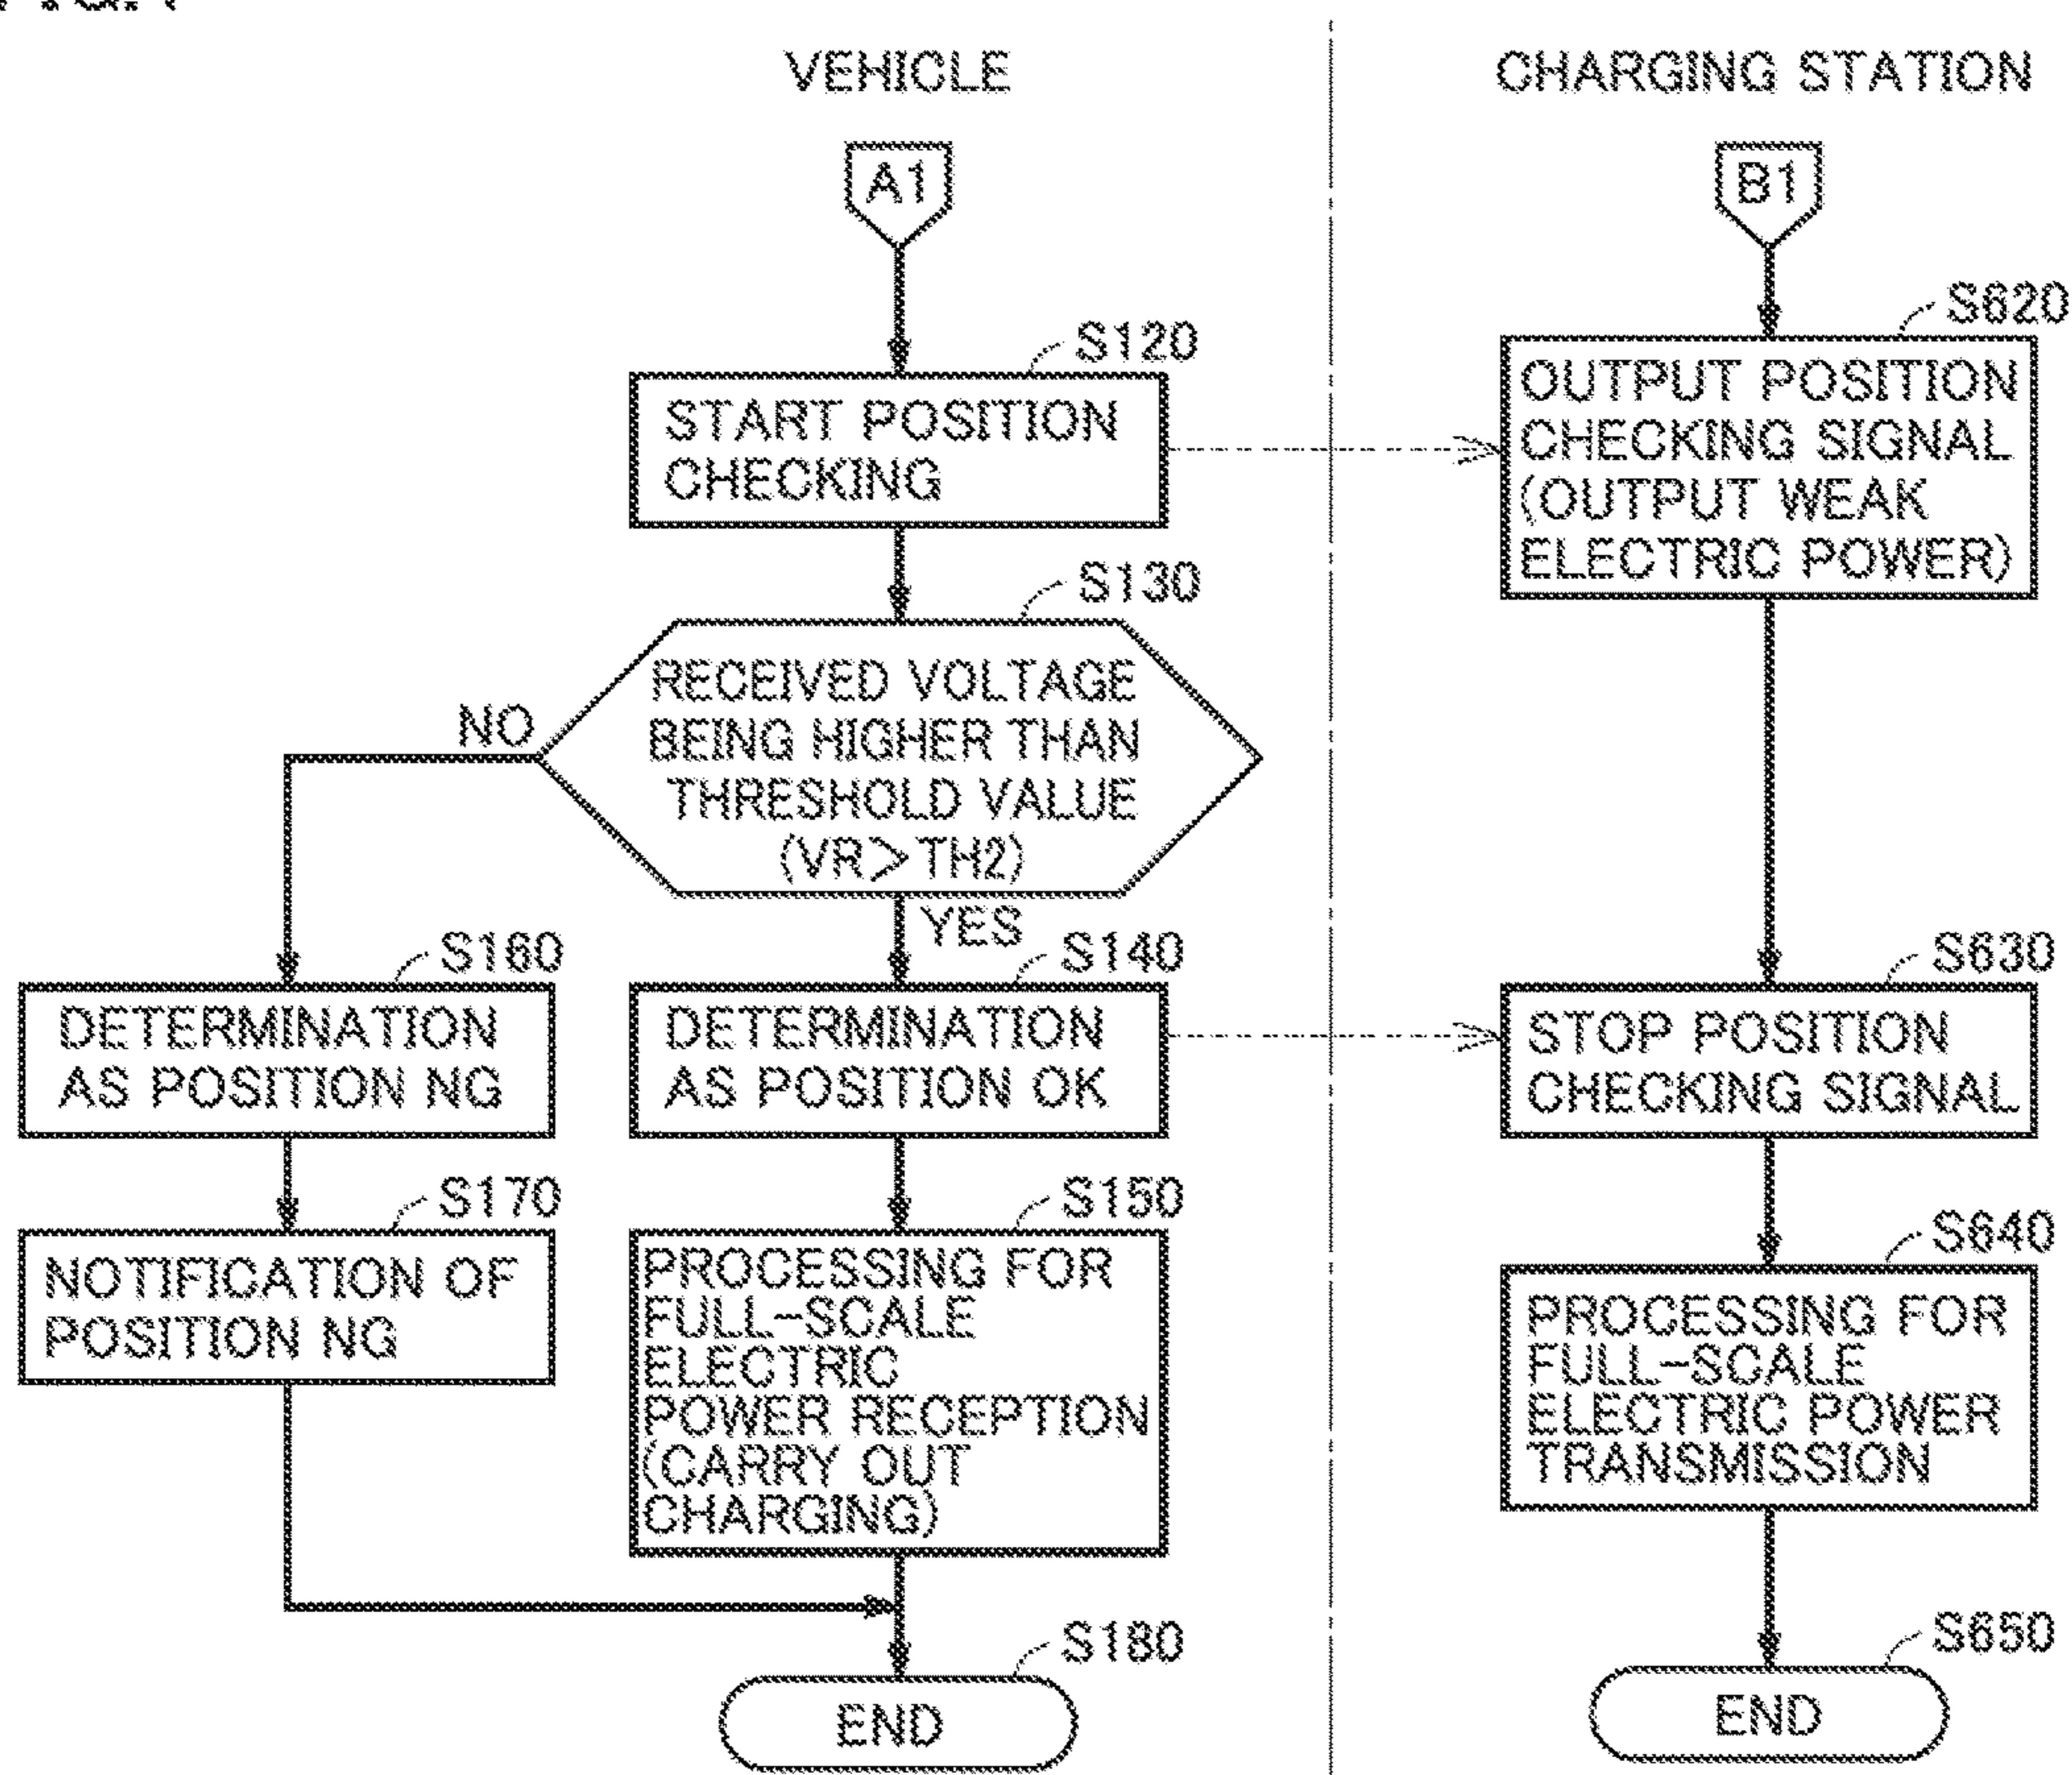 VEHICLE
CHARGING STATION
A1
B1
S120
START POSITION
CHECKING
S620
OUTPUT POSITION
CHECKING SIGNAL
(OUTPUT WEAK
ELECTRIC POWER)
S130
RECEIVED VOLTAGE
BEING HIGHER THAN
THRESHOLD VALUE
(VR>TH2)
NO
YES
S160
DETERMINATION
AS POSITION NG
S140
DETERMINATION
AS POSITION OK
S630
STOP POSITION
CHECKING SIGNAL
S170
NOTIFICATION OF
POSITION NG
S150
PROCESSING FOR
FULL-SCALE
ELECTRIC
POWER RECEPTION
(CARRY OUT
CHARGING)
S640
PROCESSING FOR
FULL-SCALE
ELECTRIC POWER
TRANSMISSION
S180
END
S650
END